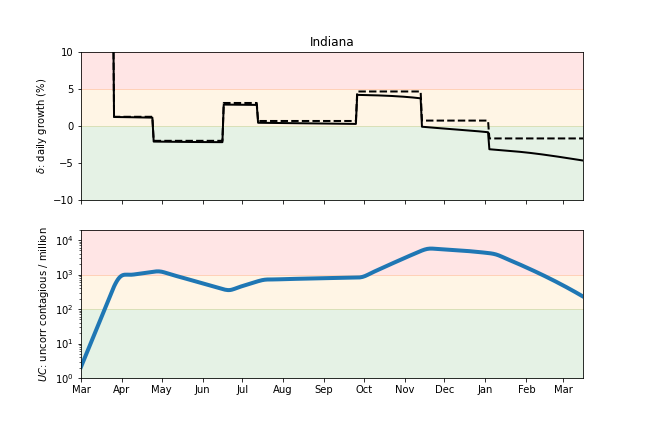 Indiana
δ: daily growth (%)
10
5
0
−5
−10
UC: uncorr contagious / million
10⁴
10³
10²
10¹
10⁰
Mar Apr May Jun Jul Aug Sep Oct Nov Dec Jan Feb Mar